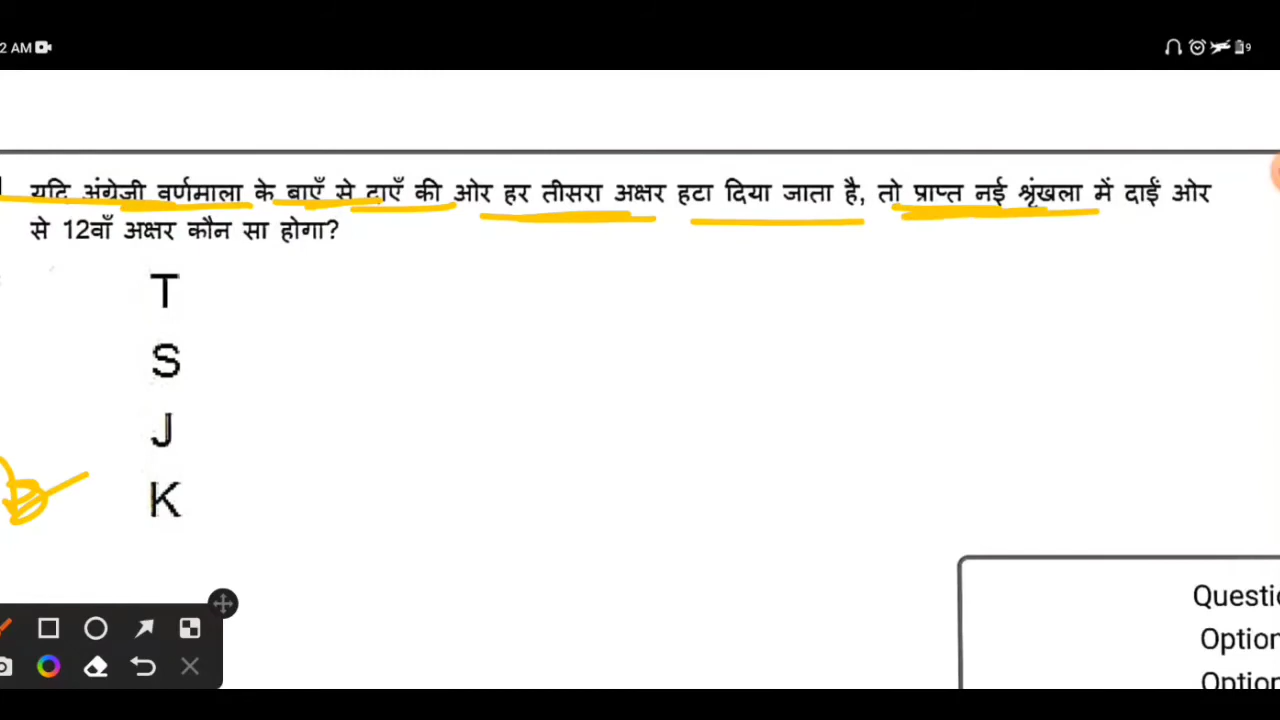 2 AM
9
यदि अंग्रेजी वर्णमाला के बाएँ से दाएँ की ओर हर तीसरा अक्षर हटा दिया जाता है, तो प्राप्त नई श्रृंखला में दाईं ओर
से 12वाँ अक्षर कौन सा होगा?
T
S
J
K
Questi
Option
Option